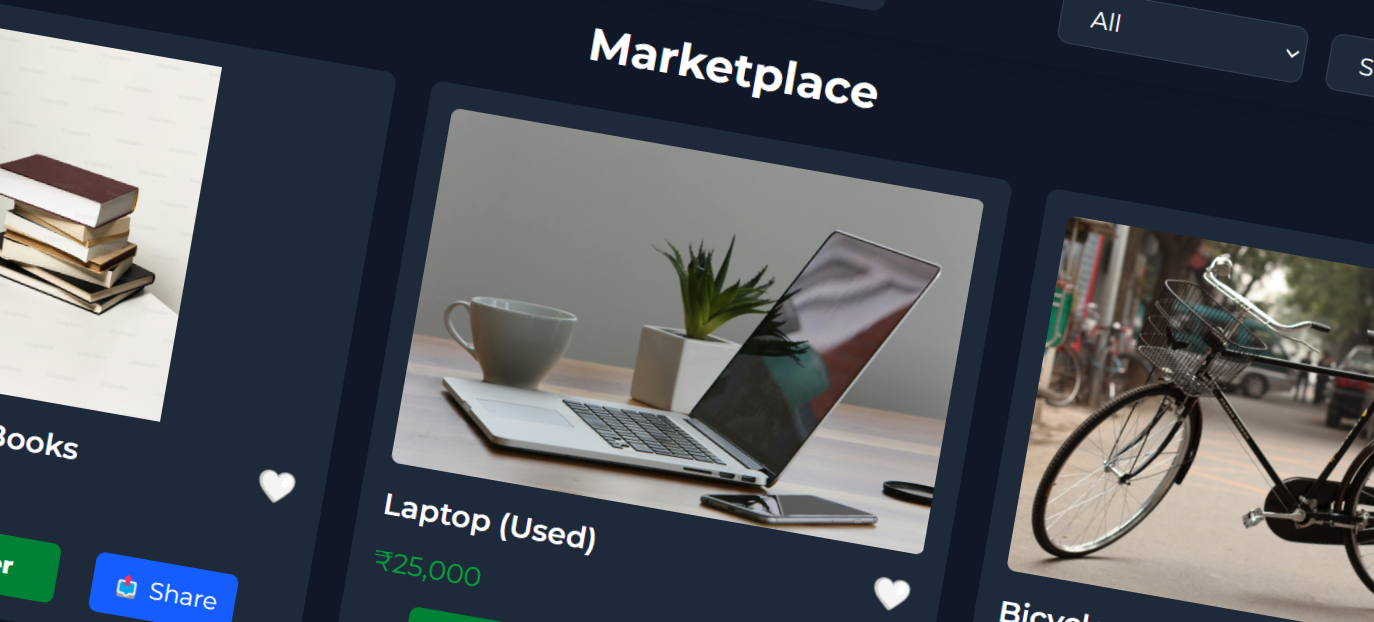 All
S
Marketplace
Books
Share
Laptop (Used)
₹25,000